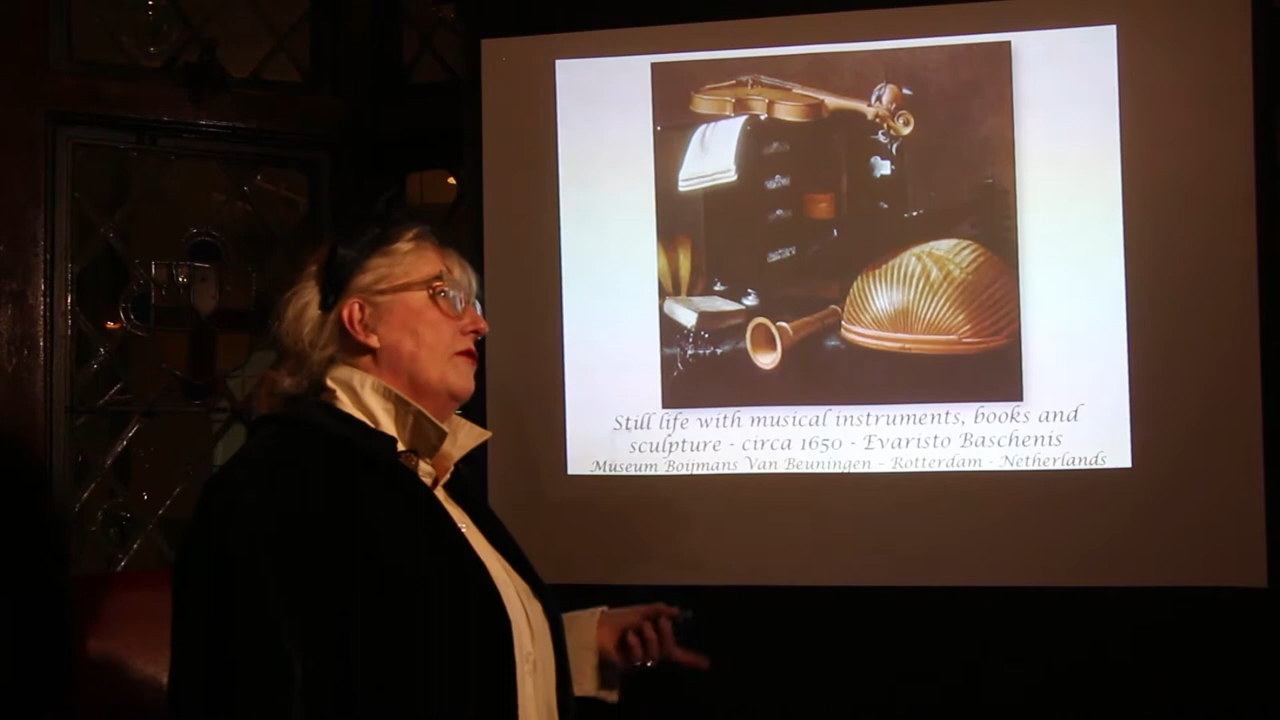 Still life with musical instruments, books and
sculpture - circa 1650 - Evaristo Baschenis
Museum Boijmans Van Beuningen - Rotterdam - Netherlands